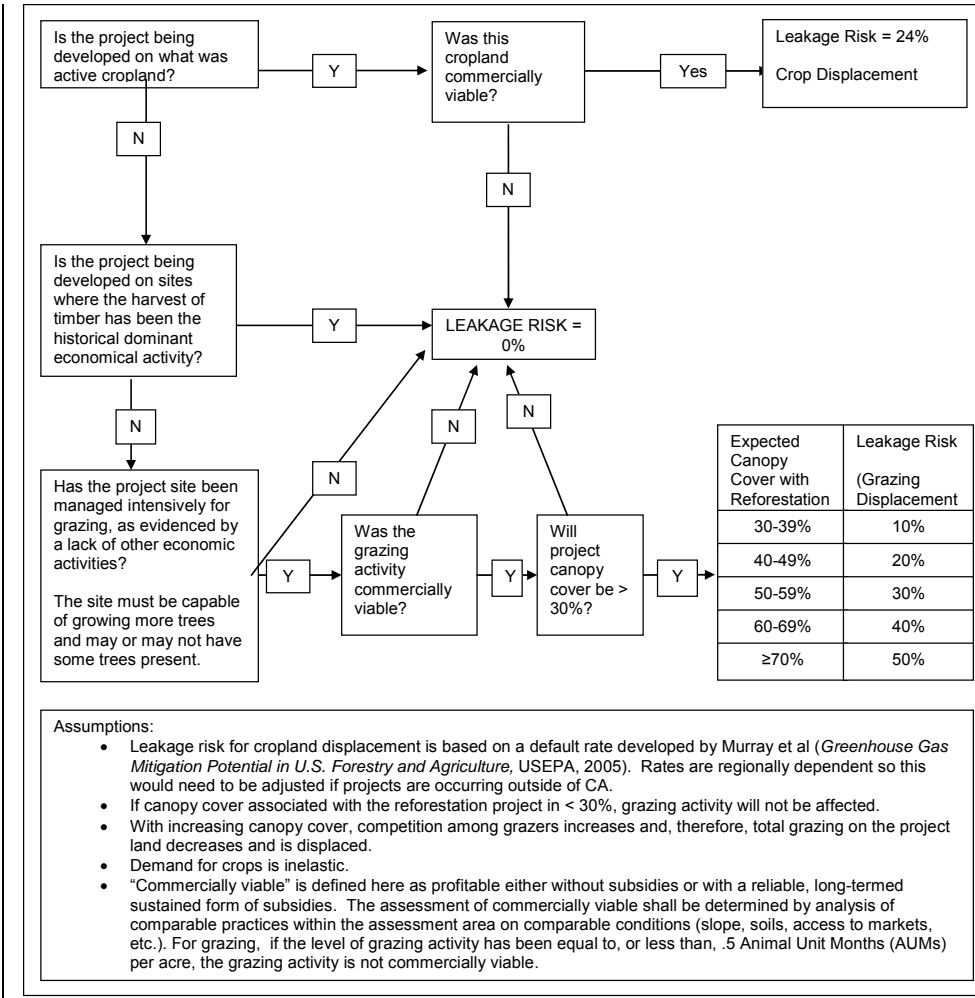 Is the project being
developed on what was
active cropland?
Y
Was this
cropland
commercially
viable?
Yes
Leakage Risk = 24%
Crop Displacement
N
N
Is the project being
developed on sites
where the harvest of
timber has been the
historical dominant
economical activity?
Y
LEAKAGE RISK =
0%
N
N
N
N
Has the project site been
managed intensively for
grazing, as evidenced by
a lack of other economic
activities?
The site must be capable
of growing more trees
and may or may not have
some trees present.
Y
Was the
grazing
activity
commercially
viable?
Y
Will
project
canopy
cover be >
30%?
Y
Expected
Canopy
Cover with
Reforestation
Leakage Risk
(Grazing
Displacement
30-39%
10%
40-49%
20%
50-59%
30%
60-69%
40%
≥70%
50%
Assumptions:
• Leakage risk for cropland displacement is based on a default rate developed by Murray et al (Greenhouse Gas
Mitigation Potential in U.S. Forestry and Agriculture, USEPA, 2005). Rates are regionally dependent so this
would need to be adjusted if projects are occurring outside of CA.
• If canopy cover associated with the reforestation project in < 30%, grazing activity will not be affected.
• With increasing canopy cover, competition among grazers increases and, therefore, total grazing on the project
land decreases and is displaced.
• Demand for crops is inelastic.
• “Commercially viable” is defined here as profitable either without subsidies or with a reliable, long-termed
sustained form of subsidies. The assessment of commercially viable shall be determined by analysis of
comparable practices within the assessment area on comparable conditions (slope, soils, access to markets,
etc.). For grazing, if the level of grazing activity has been equal to, or less than, .5 Animal Unit Months (AUMs)
per acre, the grazing activity is not commercially viable.